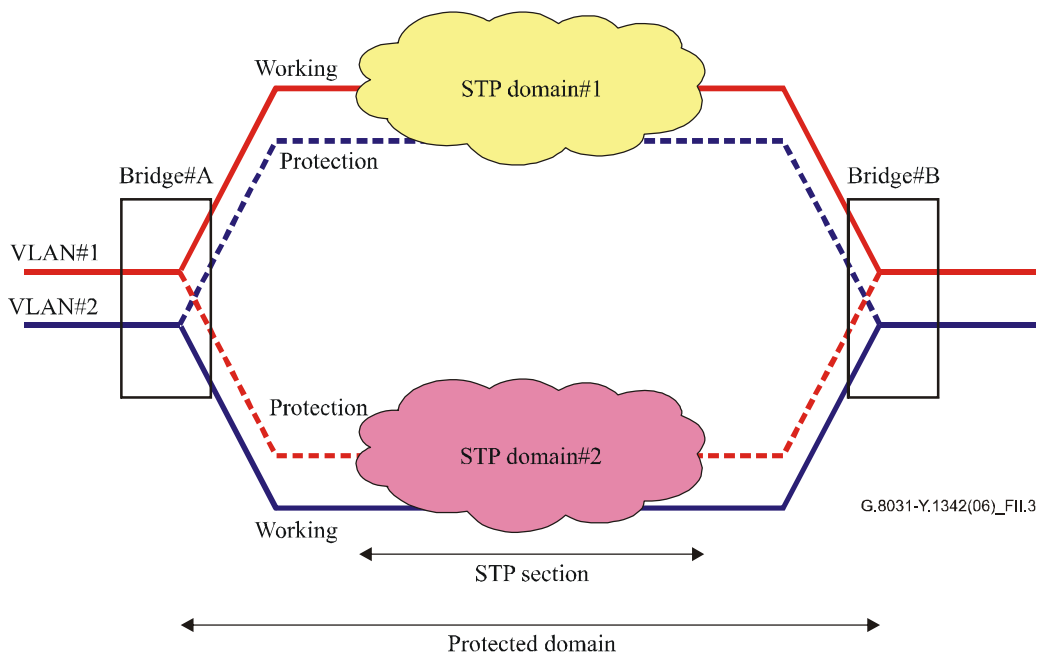 Working
STP domain#1
Protection
Bridge#A
Bridge#B
VLAN#1
VLAN#2
Protection
STP domain#2
G.8031-Y.1342(06)_FII.3
Working
STP section
Protected domain